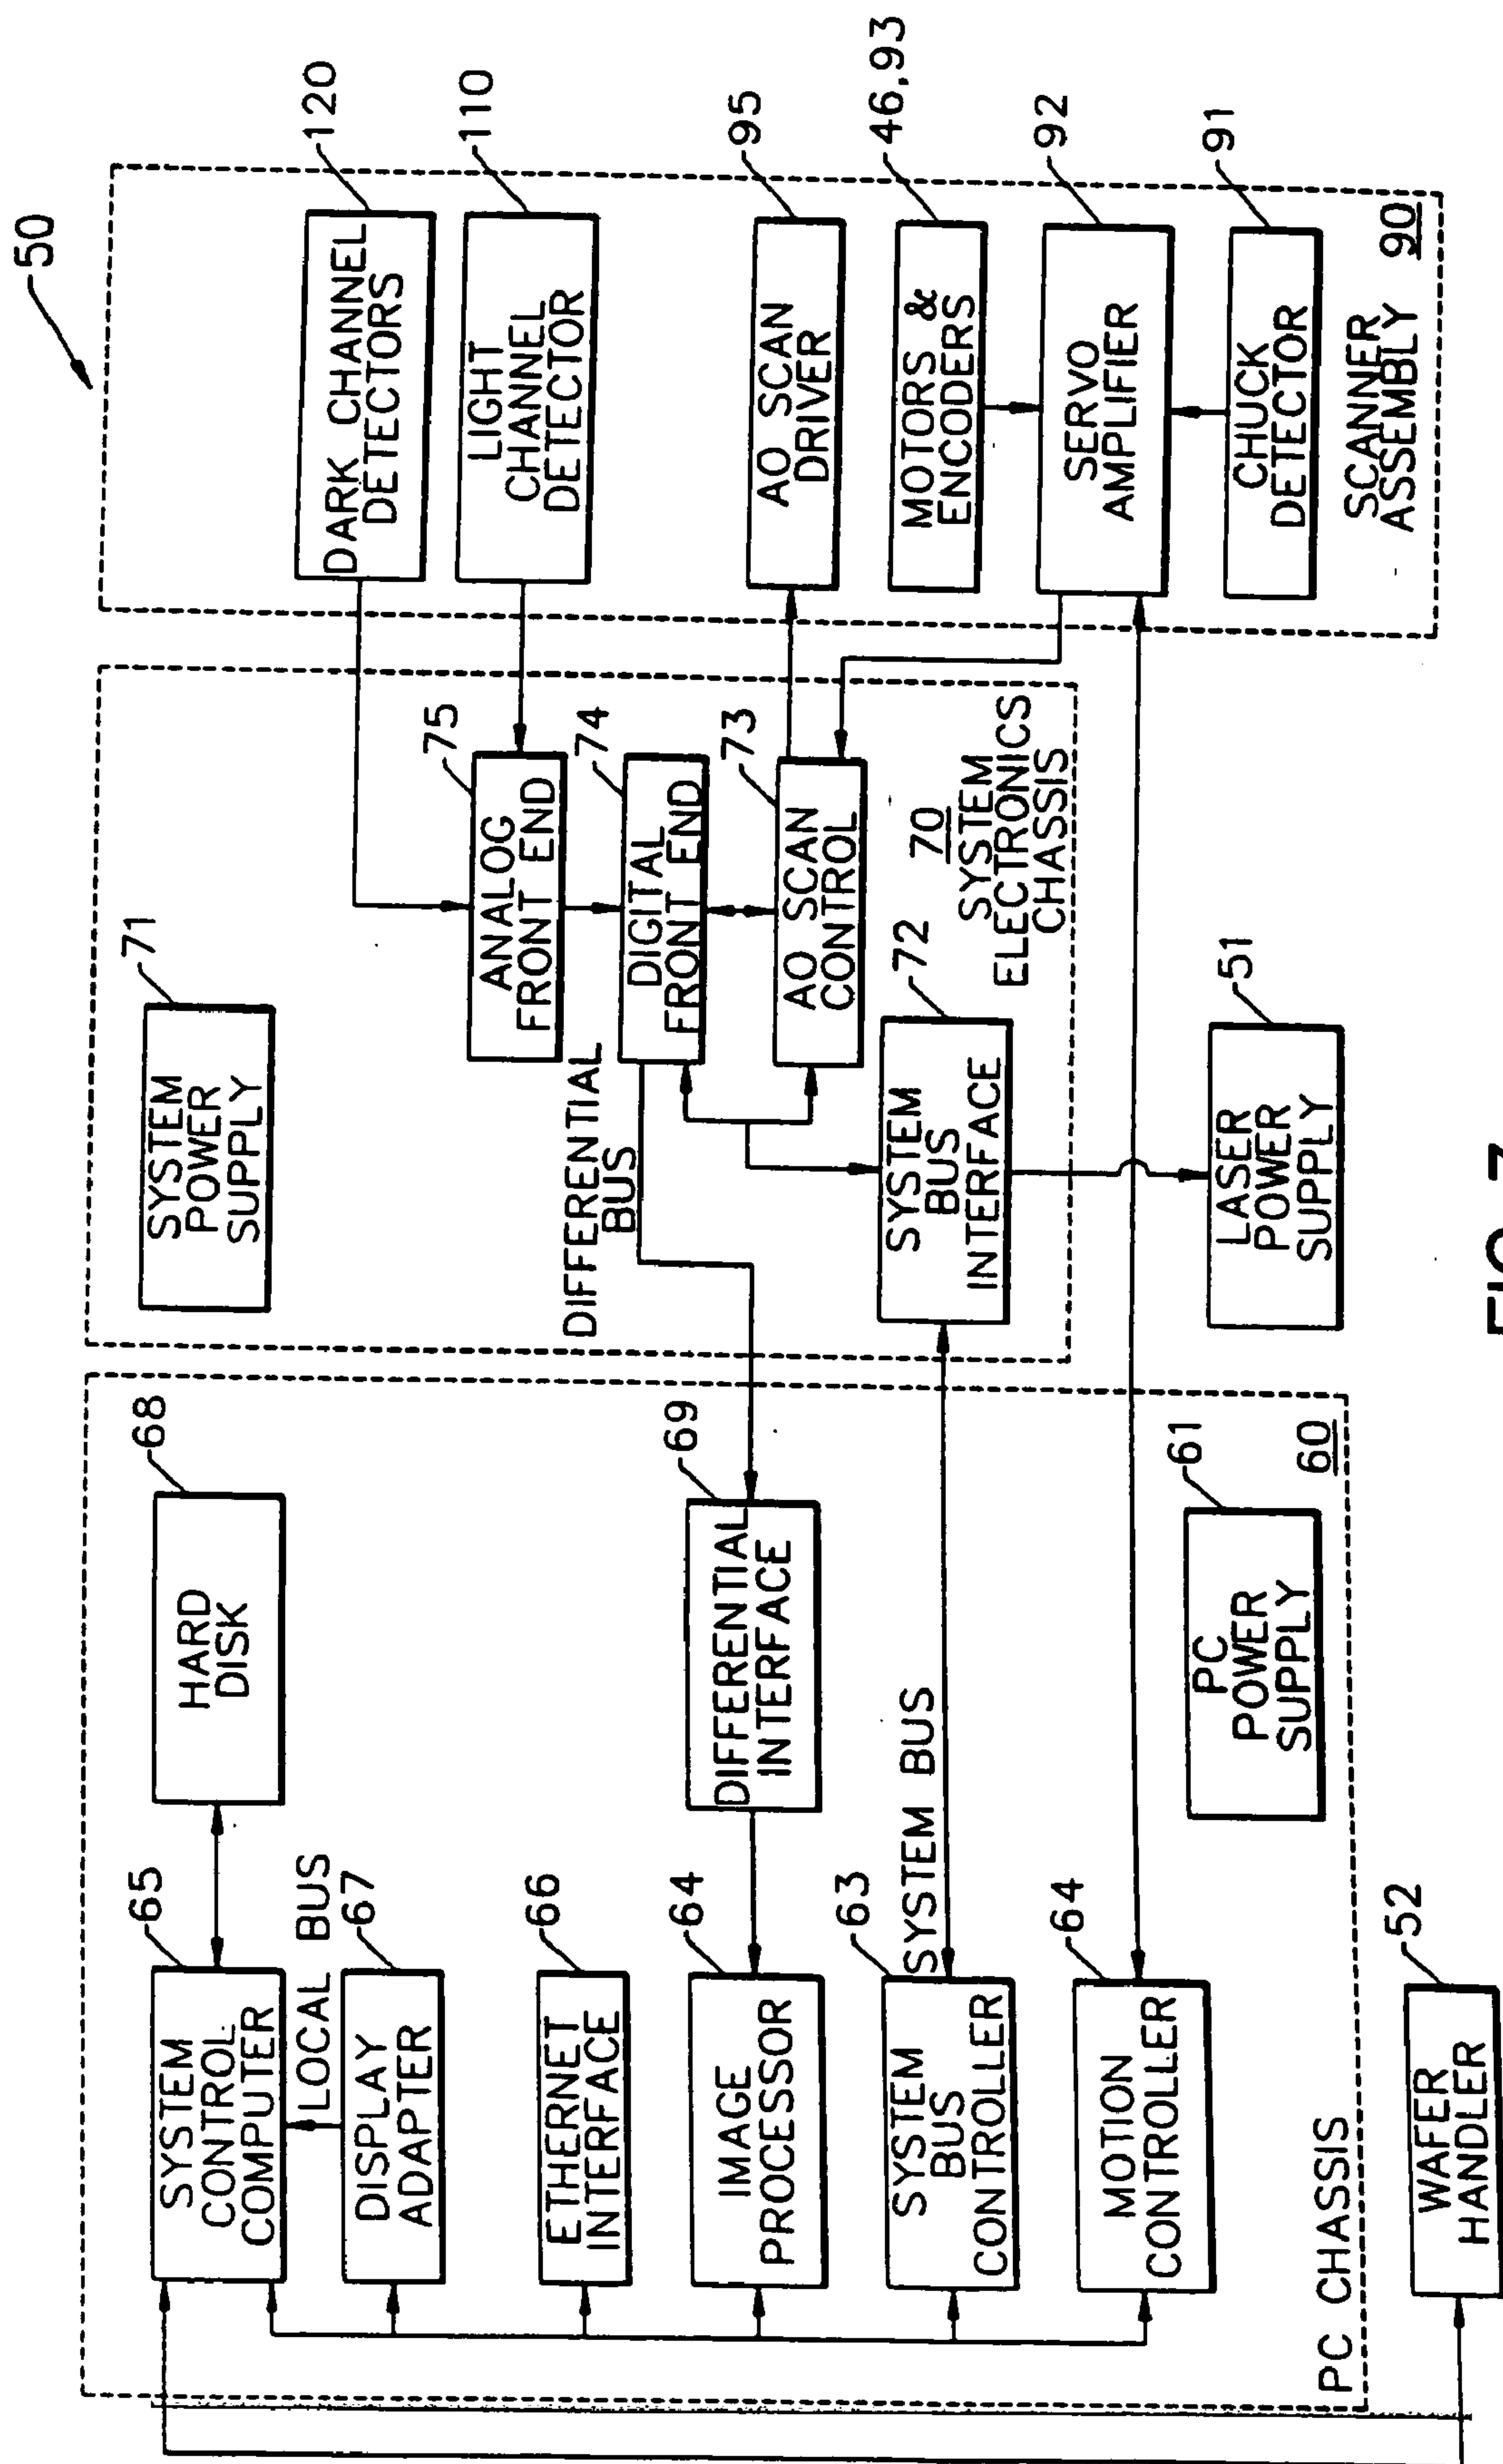 50
PC CHASSIS
60
SYSTEM
CONTROL
COMPUTER
65
HARD
DISK
68
LOCAL BUS
DISPLAY
ADAPTER
67
ETHERNET
INTERFACE
66
IMAGE
PROCESSOR
64
DIFFERENTIAL
INTERFACE
69
SYSTEM
BUS
CONTROLLER
63
SYSTEM BUS
MOTION
CONTROLLER
64
PC
POWER
SUPPLY
61
WAFER
HANDLER
52
SYSTEM
POWER
SUPPLY
71
ANALOG
FRONT END
75
DIFFERENTIAL
BUS
DIGITAL
FRONT END
74
AO SCAN
CONTROL
73
SYSTEM
BUS
INTERFACE
72
70
SYSTEM
ELECTRONICS
CHASSIS
LASER
POWER
SUPPLY
51
DARK CHANNEL
DETECTORS
120
LIGHT
CHANNEL
DETECTOR
110
AO SCAN
DRIVER
95
MOTORS &
ENCODERS
46,93
SERVO
AMPLIFIER
92
CHUCK
DETECTOR
91
SCANNER
ASSEMBLY
90